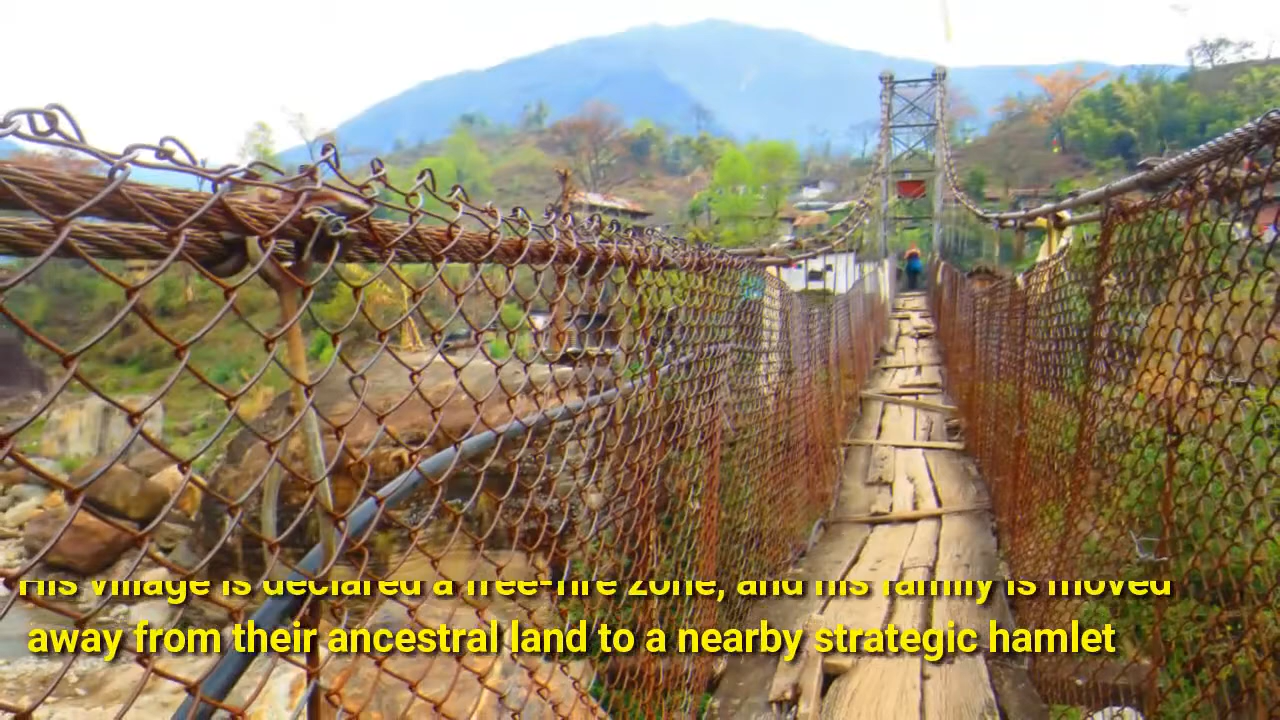 His village is declared a free-fire zone, and his family is moved
away from their ancestral land to a nearby strategic hamlet